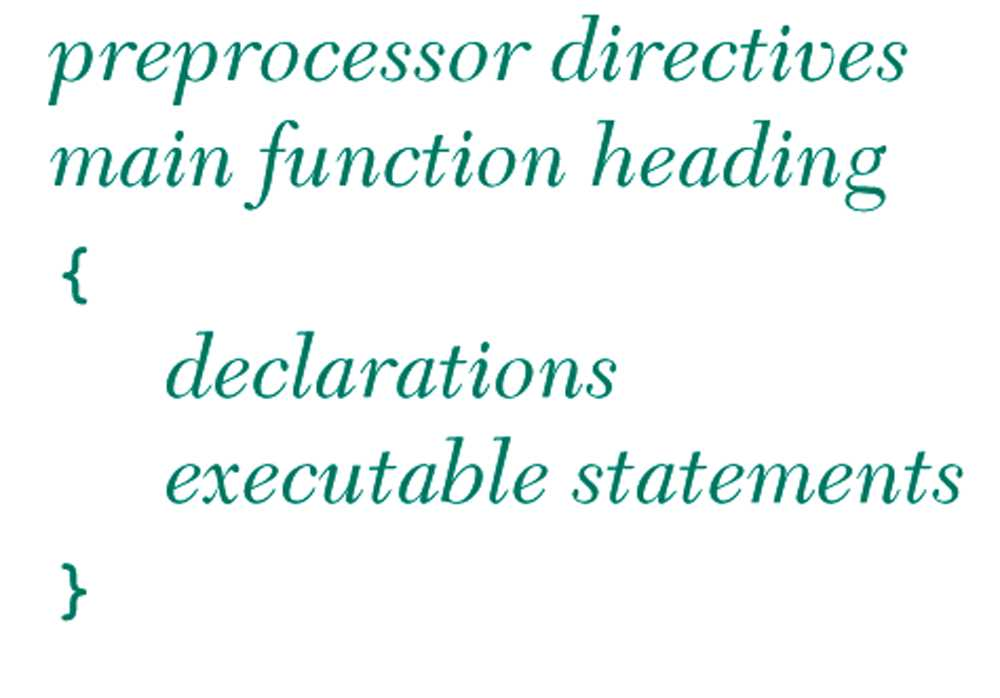 preprocessor directives
main function heading
{
declarations
executable statements
}